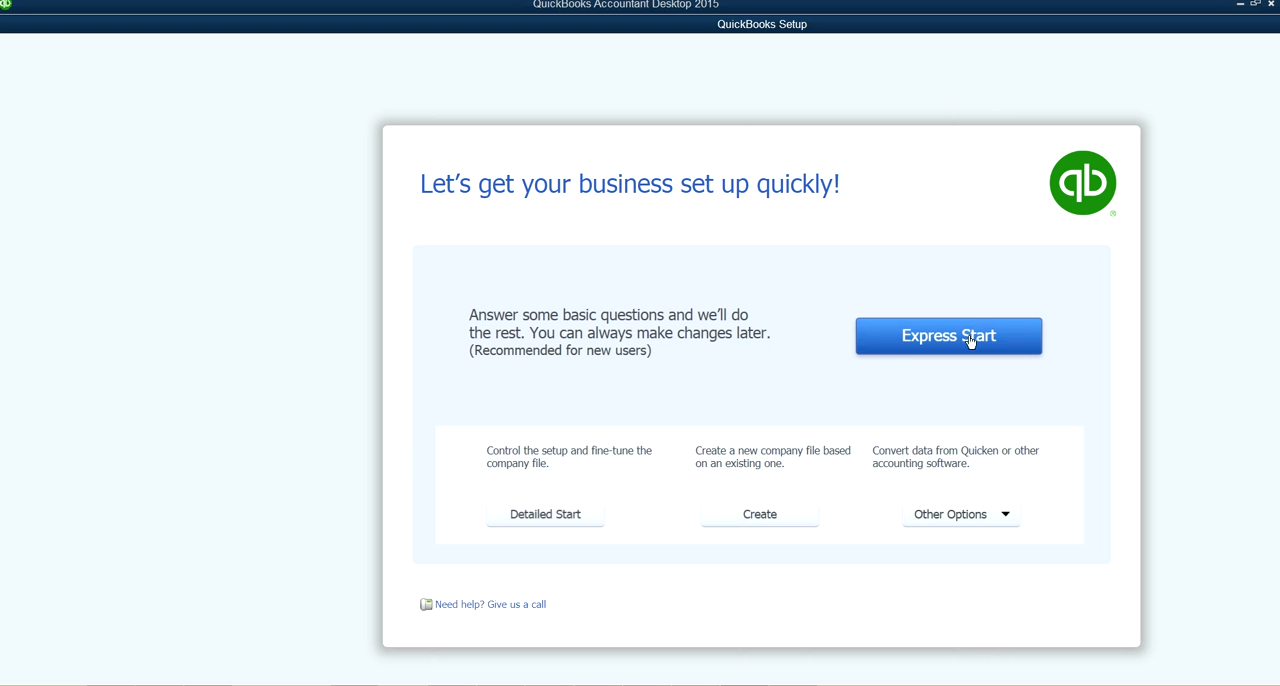 QuickBooks Accountant Desktop 2015
QuickBooks Setup
Let's get your business set up quickly!
qb
Answer some basic questions and we'll do
the rest. You can always make changes later.
(Recommended for new users)
Express Start
Control the setup and fine-tune the
company file.
Create a new company file based
on an existing one.
Convert data from Quicken or other
accounting software.
Detailed Start
Create
Other Options
Need help? Give us a call